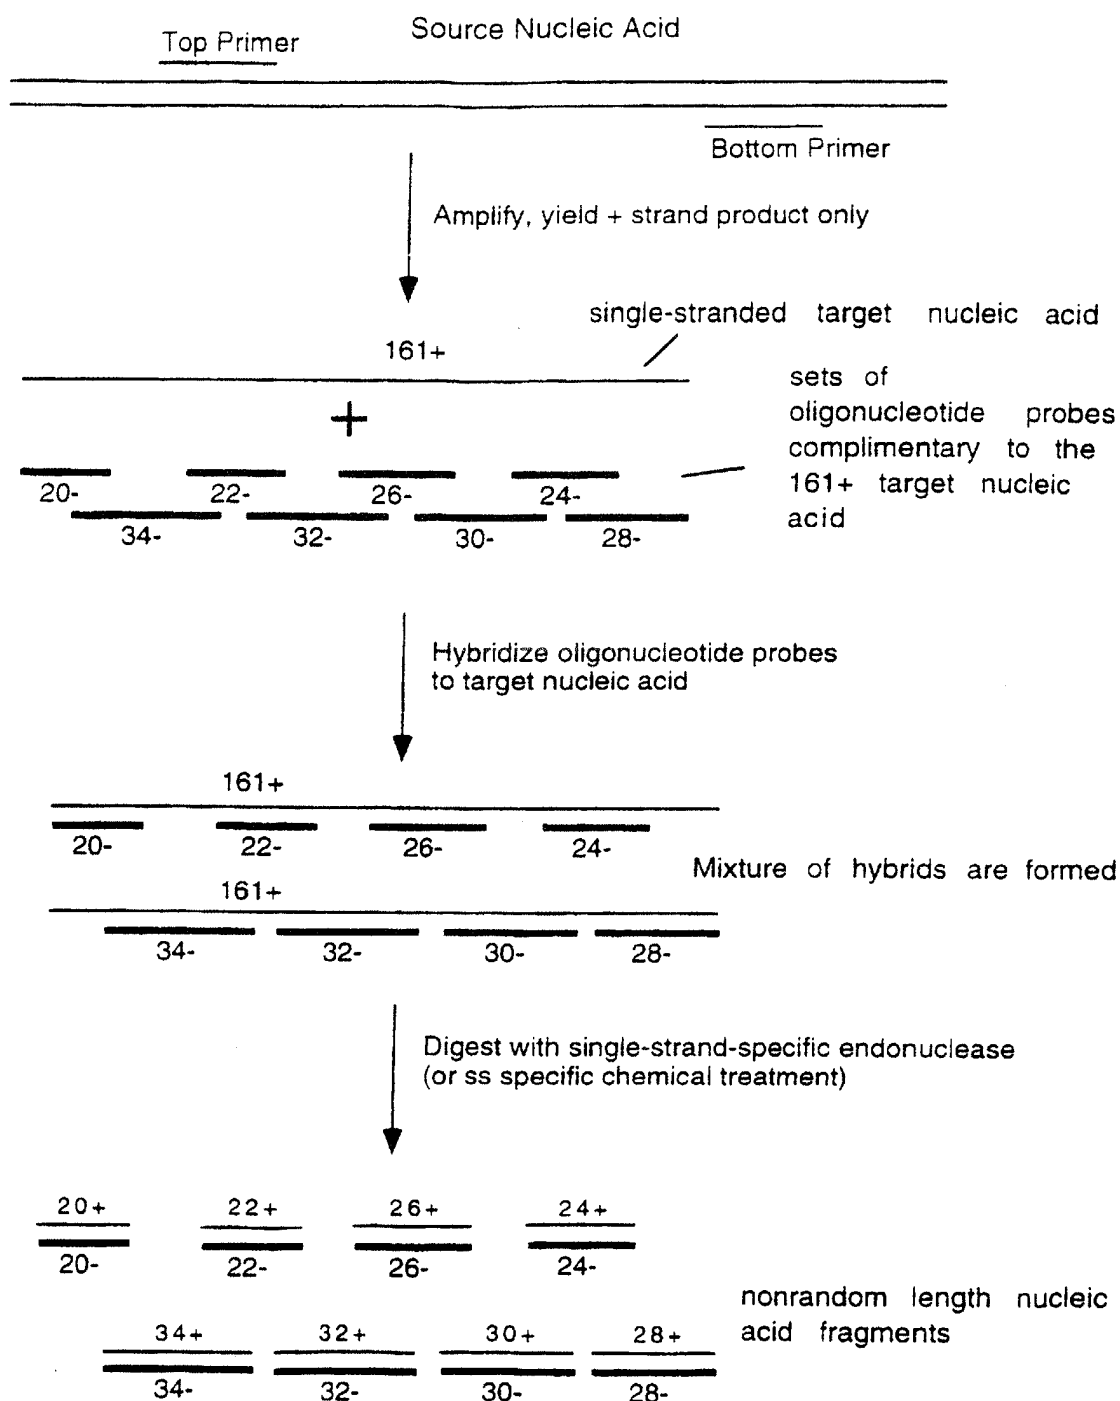 Source Nucleic Acid
Top Primer
Bottom Primer
Amplify, yield + strand product only
single-stranded target nucleic acid
161+
+
sets of
oligonucleotide probes
complimentary to the
161+ target nucleic
acid
20- 22- 26- 24-
34- 32- 30- 28-
Hybridize oligonucleotide probes
to target nucleic acid
161+
20- 22- 26- 24-
Mixture of hybrids are formed
161+
34- 32- 30- 28-
Digest with single-strand-specific endonuclease
(or ss specific chemical treatment)
20+ 22+ 26+ 24+
20- 22- 26- 24-
nonrandom length nucleic
acid fragments
34+ 32+ 30+ 28+
34- 32- 30- 28-